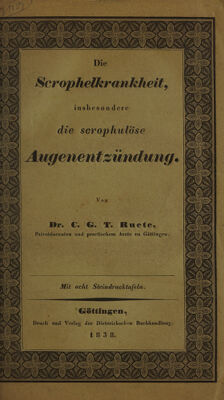 Die
Scrophelkrankheit,
insbesondere
die scrophulöse
Augenentzündung.
Von
Dr. C. G. T. Ruete,
Privatdocenten und practischem Arzte zu Göttingen.
Mit acht Steindrucktafeln.
Göttingen,
Druck und Verlag der Dieterichschen Buchhandlung.
1838.